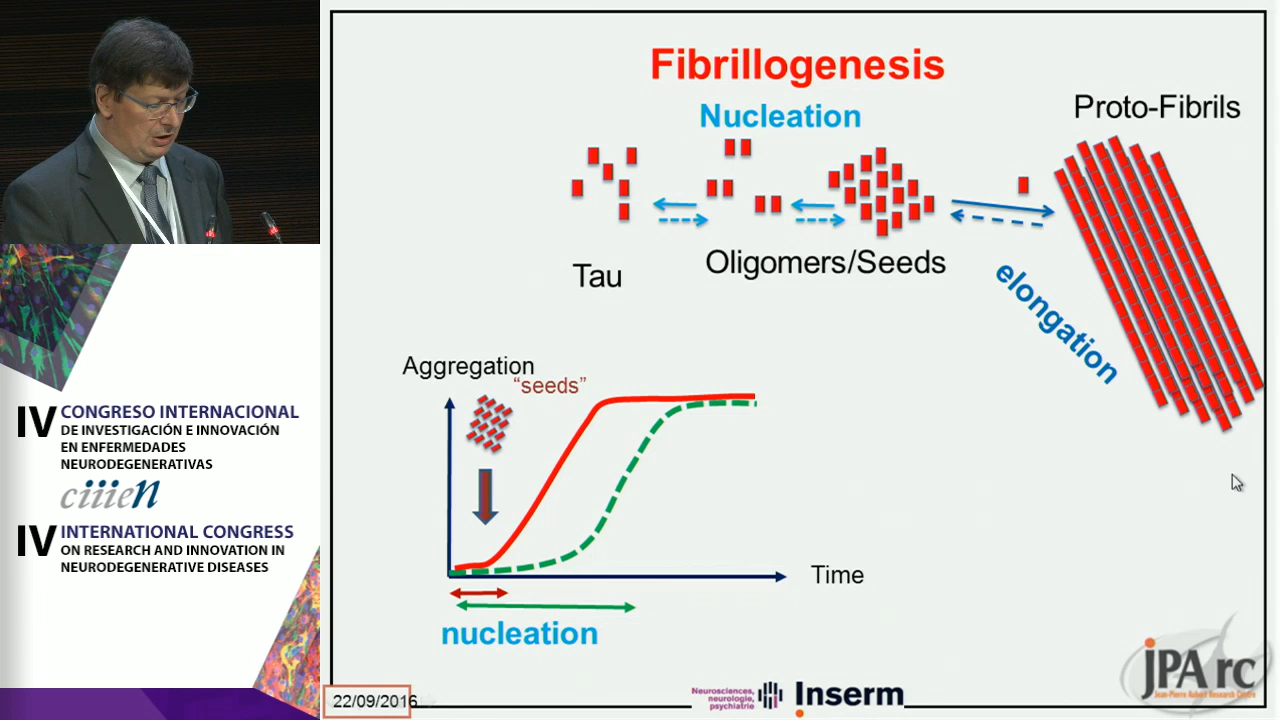 Fibrillogenesis
Nucleation
Proto-Fibrils
Tau
Oligomers/Seeds
elongation
Aggregation
“seeds”
Time
nucleation
IV CONGRESO INTERNACIONAL
DE INVESTIGACIÓN E INNOVACIÓN
EN ENFERMEDADES
NEURODEGENERATIVAS
ciiien
IV INTERNATIONAL CONGRESS
ON RESEARCH AND INNOVATION IN
NEURODEGENERATIVE DISEASES
22/09/2016
Neurosciences,
neurologie,
psychiatrie
Inserm
JPArc
Jean-Pierre Aubert Research Centre